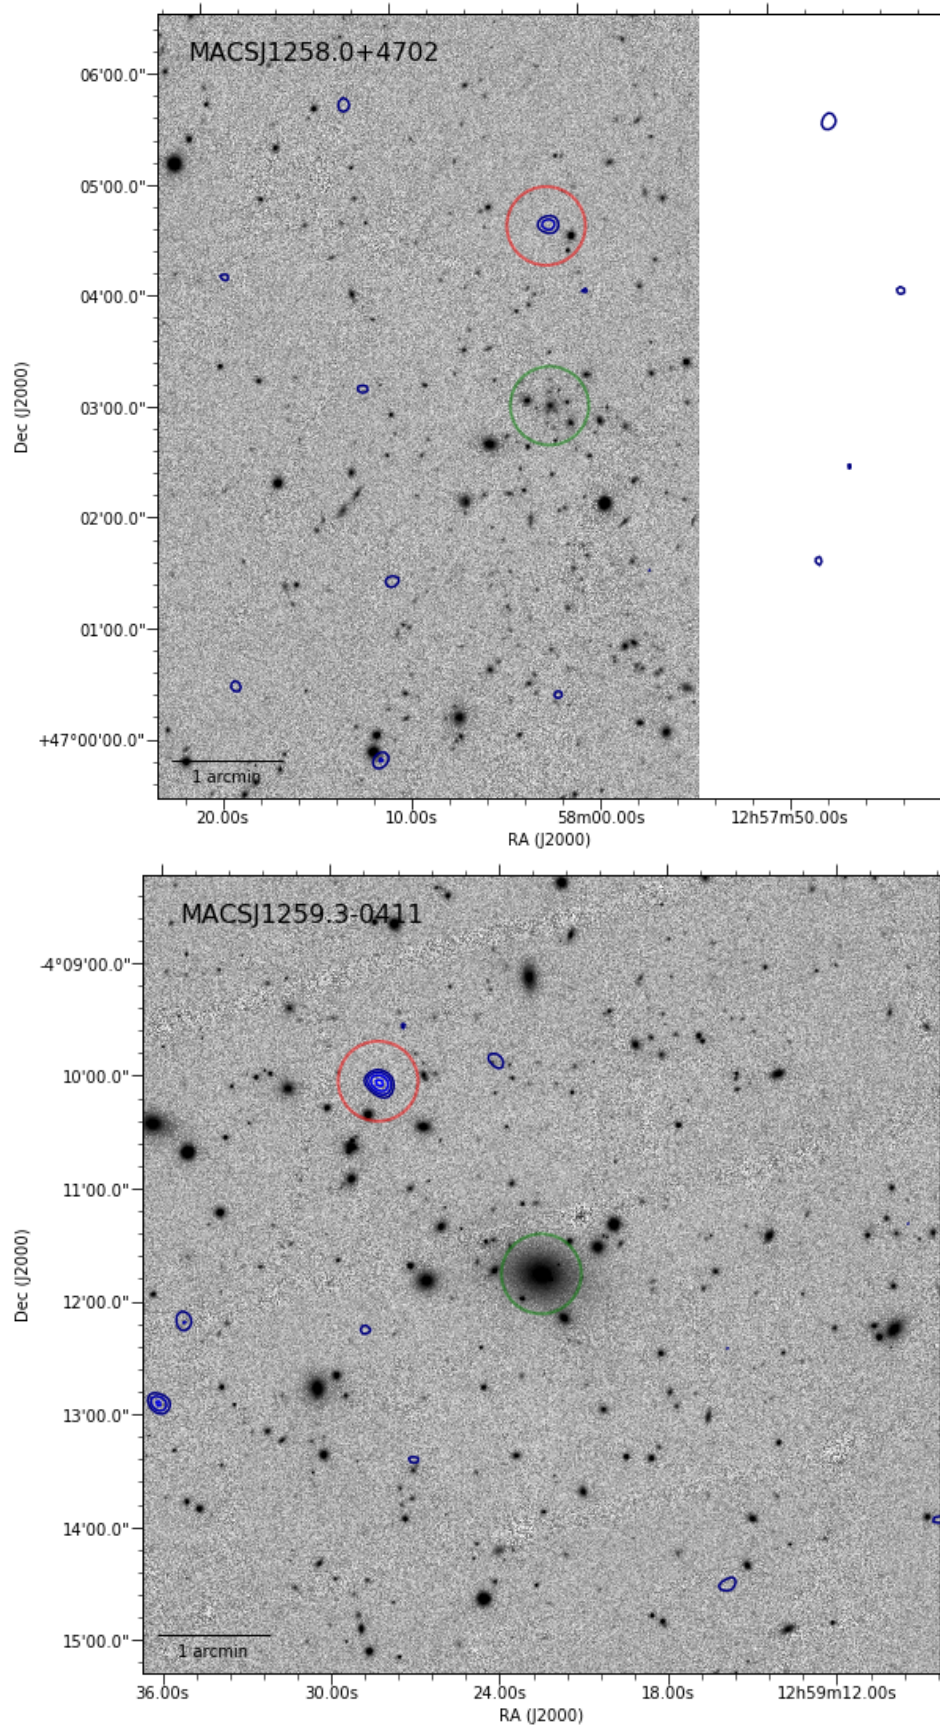 MACSJ1258.0+4702
06'00.0"
05'00.0"
04'00.0"
03'00.0"
02'00.0"
01'00.0"
+47°00'00.0"
Dec (J2000)
1 arcmin
20.00s 10.00s 58m00.00s 12h57m50.00s
RA (J2000)
MACSJ1259.3-0411
-4°09'00.0"
10'00.0"
11'00.0"
12'00.0"
13'00.0"
14'00.0"
15'00.0"
Dec (J2000)
1 arcmin
36.00s 30.00s 24.00s 18.00s 12h59m12.00s
RA (J2000)